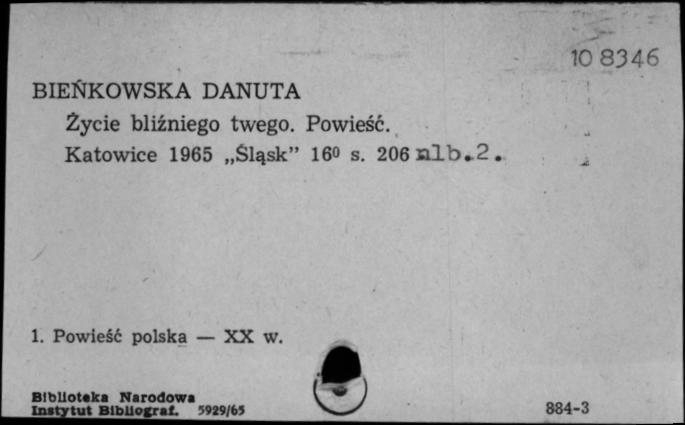 10 8346
BIEŃKOWSKA DANUTA
Życie bliźniego twego. Powieść.
Katowice 1965 „Śląsk” 16⁰ s. 206 nlb.2.
1. Powieść polska — XX w.
Biblioteka Narodowa
Instytut Bibliograf. 5929/65
884-3